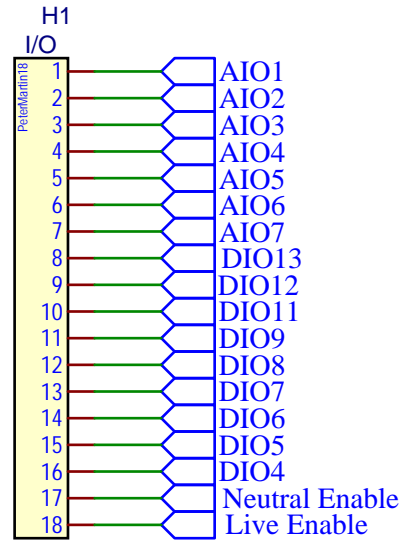 H1
I/O
PeterMartin18
1 AIO1
2 AIO2
3 AIO3
4 AIO4
5 AIO5
6 AIO6
7 AIO7
8 DIO13
9 DIO12
10 DIO11
11 DIO9
12 DIO8
13 DIO7
14 DIO6
15 DIO5
16 DIO4
17 Neutral Enable
18 Live Enable